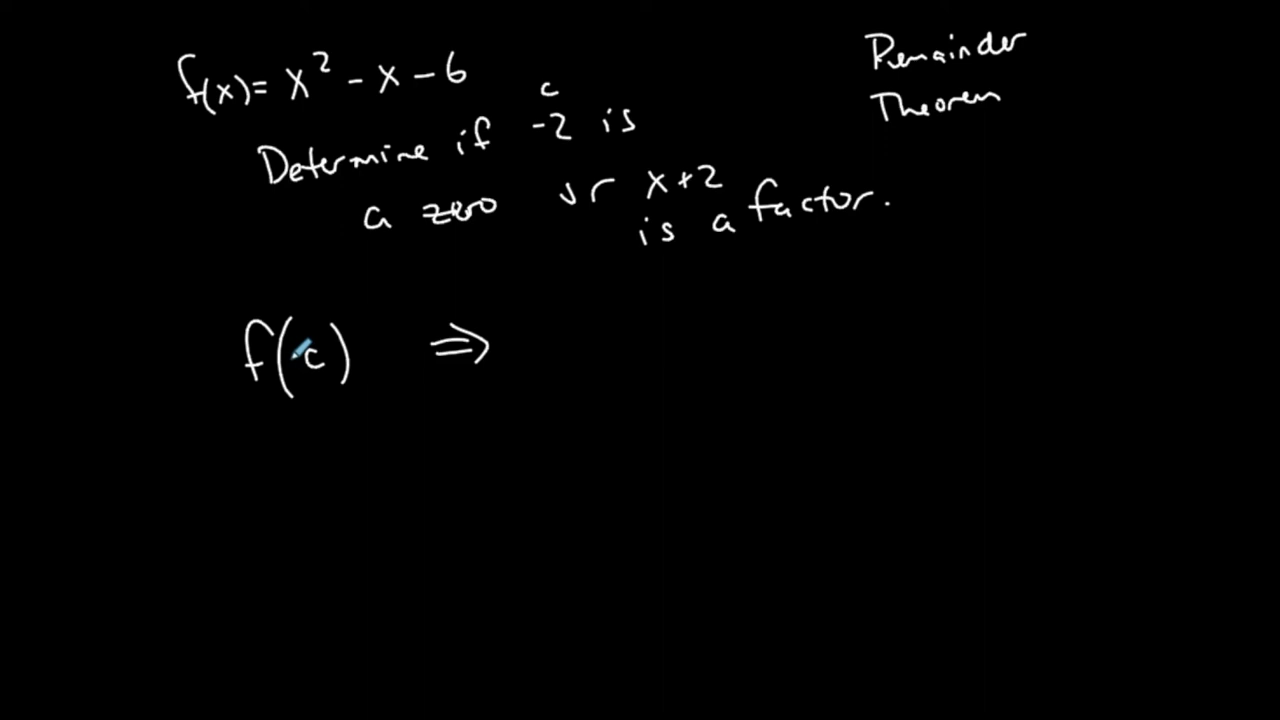 f(x) = x² - x - 6
Remainder
Theorem
c
Determine if -2 is
a zero or x+2
is a factor.
f(c) ⇒